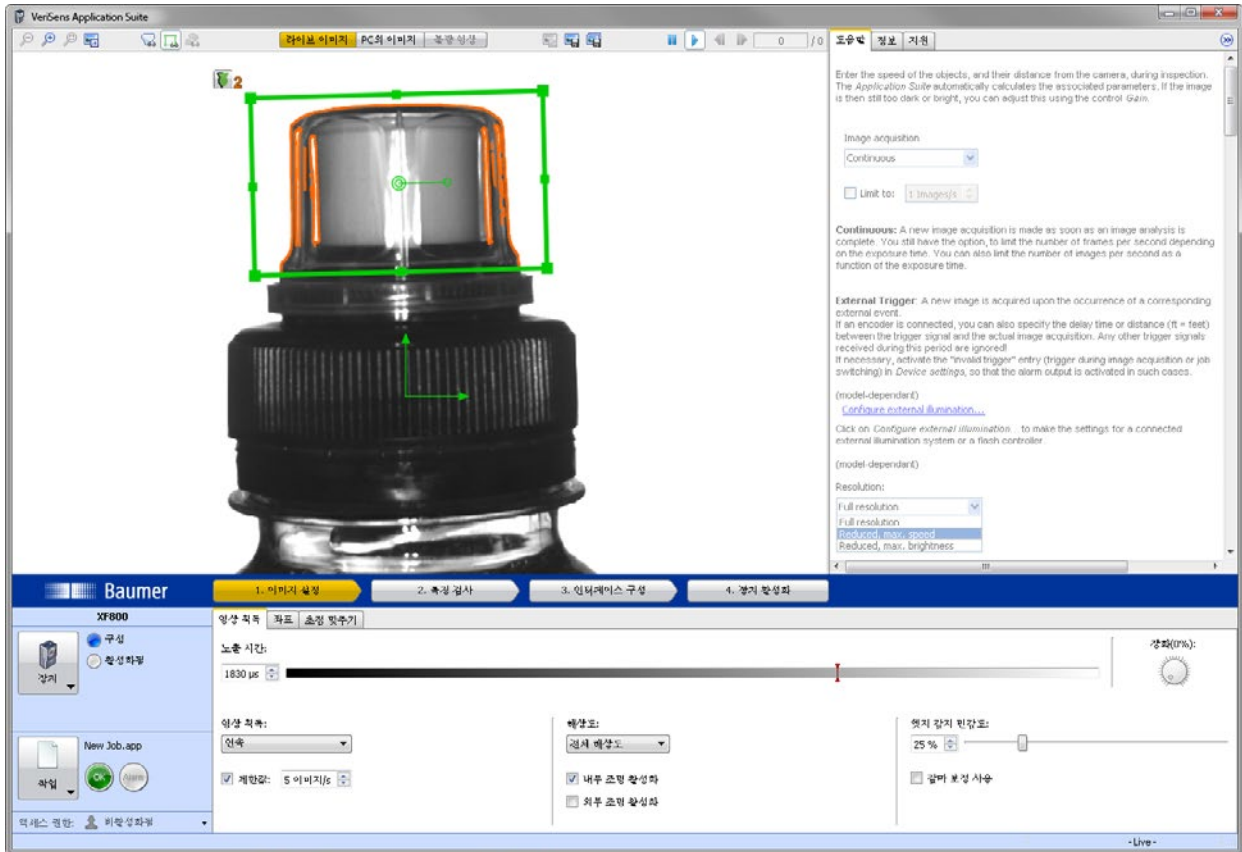 VeriSens Application Suite
라이브 이미지
PC의 이미지
불량 영상
0 / 0
도움말
정보
지원
2
Enter the speed of the objects, and their distance from the camera, during inspection.
The Application Suite automatically calculates the associated parameters. If the image
is then still too dark or bright, you can adjust this using the control Gain.
Image acquisition
Continuous
Limit to:
1 Images/s
Continuous: A new image acquisition is made as soon as an image analysis is
complete. You still have the option, to limit the number of frames per second depending
on the exposure time. You can also limit the number of images per second as a
function of the exposure time.
External Trigger: A new image is acquired upon the occurrence of a corresponding
external event.
If an encoder is connected, you can also specify the delay time or distance (ft = feet)
between the trigger signal and the actual image acquisition. Any other trigger signals
received during this period are ignored!
If necessary, activate the "invalid trigger" entry (trigger during image acquisition or job
switching) in Device settings, so that the alarm output is activated in such cases.
(model-dependant)
Configure external illumination...
Click on Configure external illumination... to make the settings for a connected
external illumination system or a flash controller.
(model-dependant)
Resolution:
Full resolution
Full resolution
Reduced, max. speed
Reduced, max. brightness
Baumer
1. 이미지 설정
2. 특징 검사
3. 인터페이스 구성
4. 장치 활성화
XF800
구성
활성화됨
장치
New Job.app
OK
Alarm
작업
액세스 권한:
비활성화됨
영상 획득
좌표
초점 맞추기
노출 시간:
1830 µs
강화(0%):
영상 획득:
연속
제한값:
5 이미지/s
해상도:
전체 해상도
내부 조명 활성화
외부 조명 활성화
엣지 감지 민감도:
25 %
감마 보정 사용
-Live-